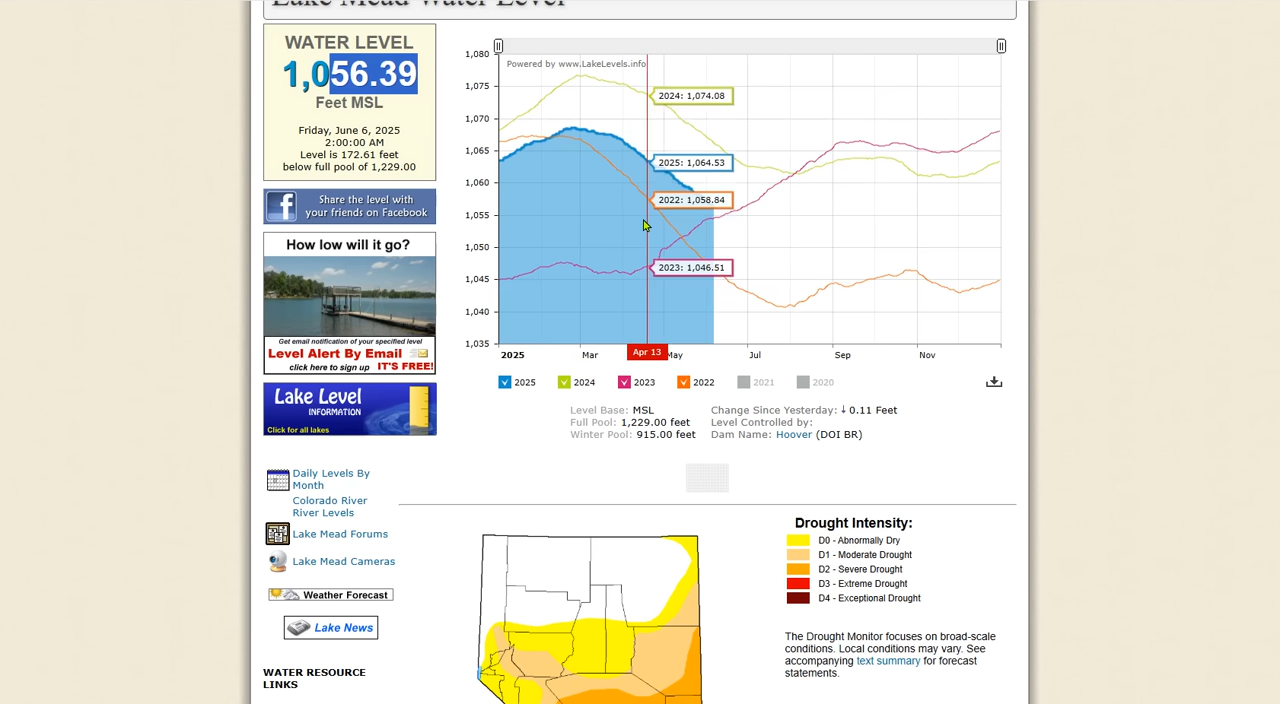 Lake Mead Water Level
WATER LEVEL
1,056.39
Feet MSL
Friday, June 6, 2025
2:00:00 AM
Level is 172.61 feet
below full pool of 1,229.00
Share the level with
your friends on Facebook
How low will it go?
Get email notification of your specified level
Level Alert By Email
click here to sign up IT'S FREE!
Lake Level
INFORMATION
Click for all lakes
Daily Levels By
Month
Colorado River
River Levels
Lake Mead Forums
Lake Mead Cameras
Weather Forecast
Lake News
WATER RESOURCE
LINKS
Powered by www.LakeLevels.info
1,080
1,075
1,070
1,065
1,060
1,055
1,050
1,045
1,040
1,035
2024: 1,074.08
2025: 1,064.53
2022: 1,058.84
2023: 1,046.51
2025 Mar Apr 13 May Jul Sep Nov
2025 2024 2023 2022 2021 2020
Level Base: MSL
Full Pool: 1,229.00 feet
Winter Pool: 915.00 feet
Change Since Yesterday: ↓ 0.11 Feet
Level Controlled by:
Dam Name: Hoover (DOI BR)
Drought Intensity:
D0 - Abnormally Dry
D1 - Moderate Drought
D2 - Severe Drought
D3 - Extreme Drought
D4 - Exceptional Drought
The Drought Monitor focuses on broad-scale
conditions. Local conditions may vary. See
accompanying text summary for forecast
statements.